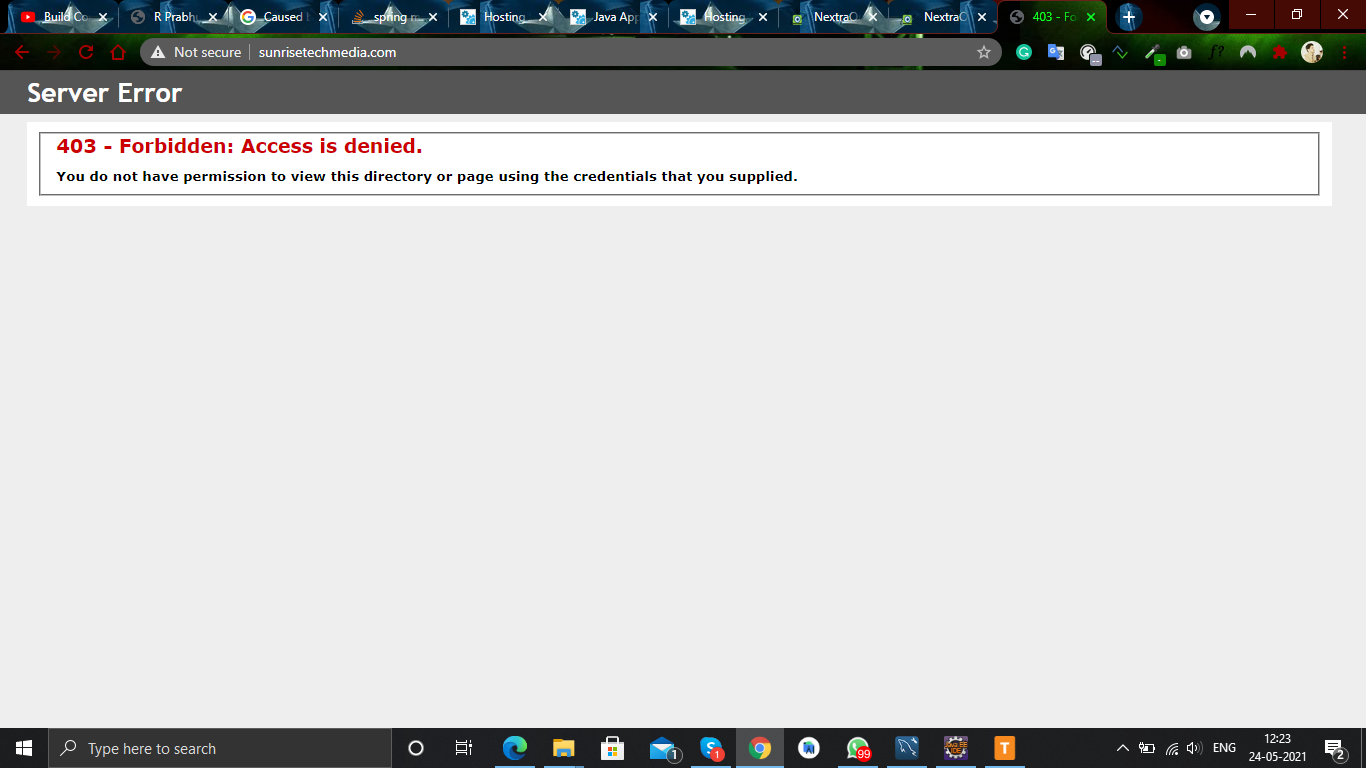 Build Co
R Prabh
Caused
spring r
Hosting
Java App
Hosting
NextraO
NextraO
403 - Fo
Not secure
sunrisetechmedia.com
f?
Server Error
403 - Forbidden: Access is denied.
You do not have permission to view this directory or page using the credentials that you supplied.
Type here to search
1
1
99
T
ENG
12:23
24-05-2021
2